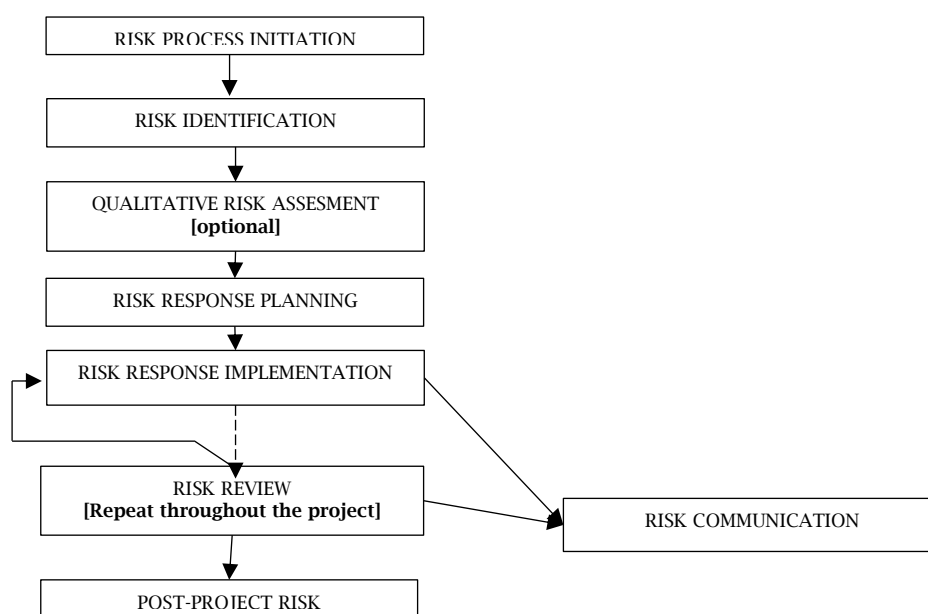 RISK PROCESS INITIATION
RISK IDENTIFICATION
QUALITATIVE RISK ASSESMENT
[optional]
RISK RESPONSE PLANNING
RISK RESPONSE IMPLEMENTATION
RISK REVIEW
[Repeat throughout the project]
RISK COMMUNICATION
POST-PROJECT RISK